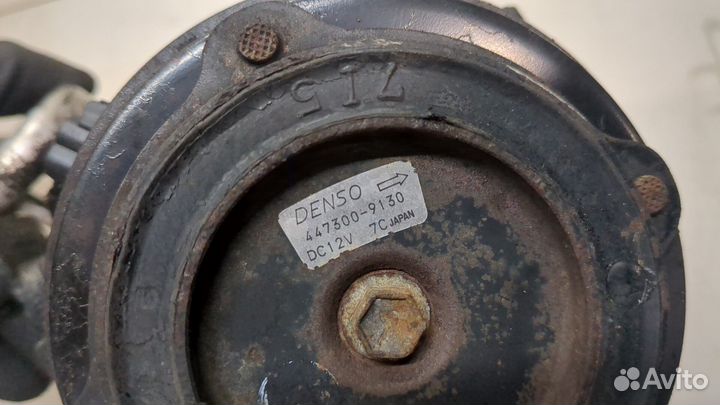 715
DENSO
447300-9130
DC12V 7C JAPAN
Avito